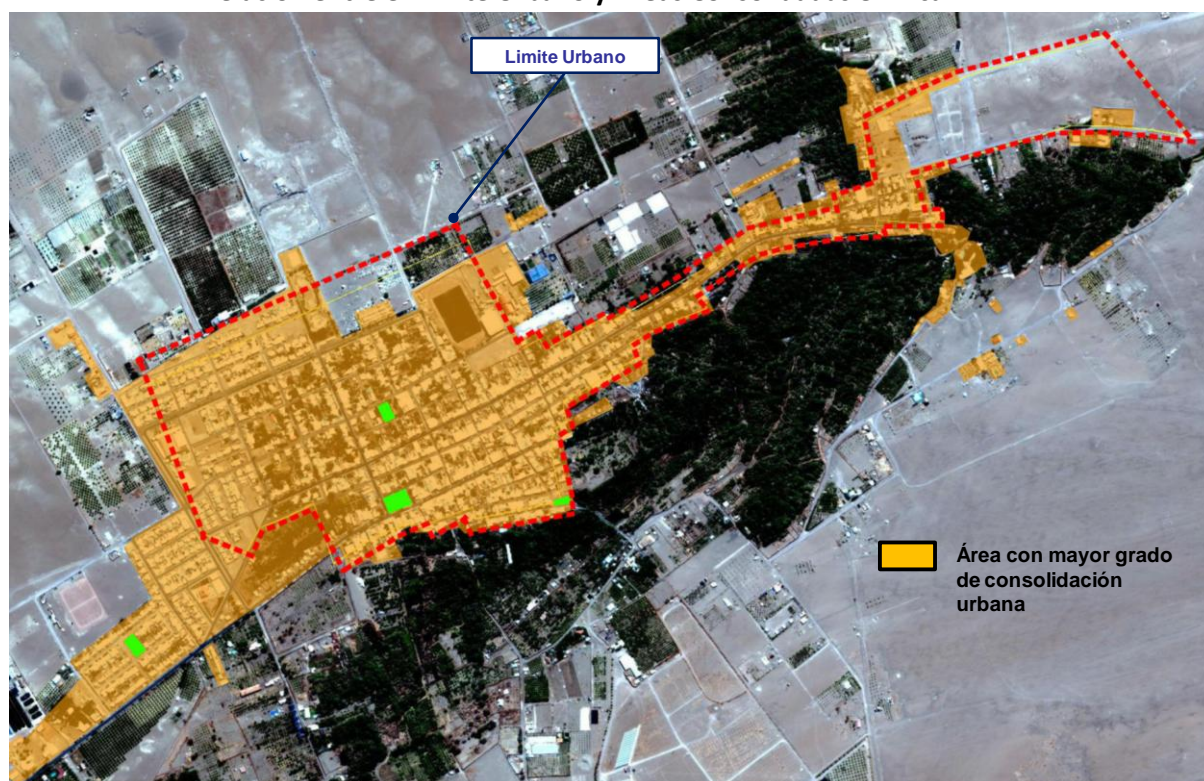 Limite Urbano
Área con mayor grado
de consolidación
urbana